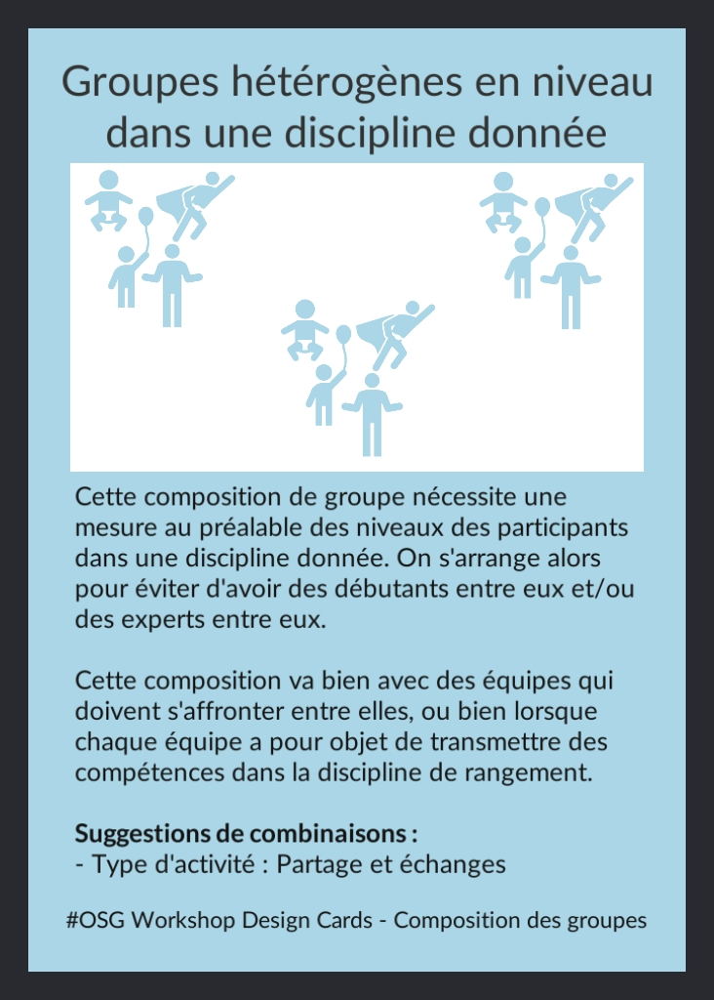 Groupes hétérogènes en niveau
dans une discipline donnée
Cette composition de groupe nécessite une
mesure au préalable des niveaux des participants
dans une discipline donnée. On s'arrange alors
pour éviter d'avoir des débutants entre eux et/ou
des experts entre eux.
Cette composition va bien avec des équipes qui
doivent s'affronter entre elles, ou bien lorsque
chaque équipe a pour objet de transmettre des
compétences dans la discipline de rangement.
Suggestions de combinaisons :
- Type d'activité : Partage et échanges
#OSG Workshop Design Cards - Composition des groupes